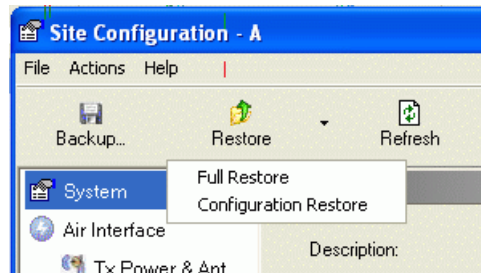 Site Configuration - A
File Actions Help
Backup... Restore Refresh
Full Restore
Configuration Restore
System
Air Interface
Description:
Tx Power & Ant